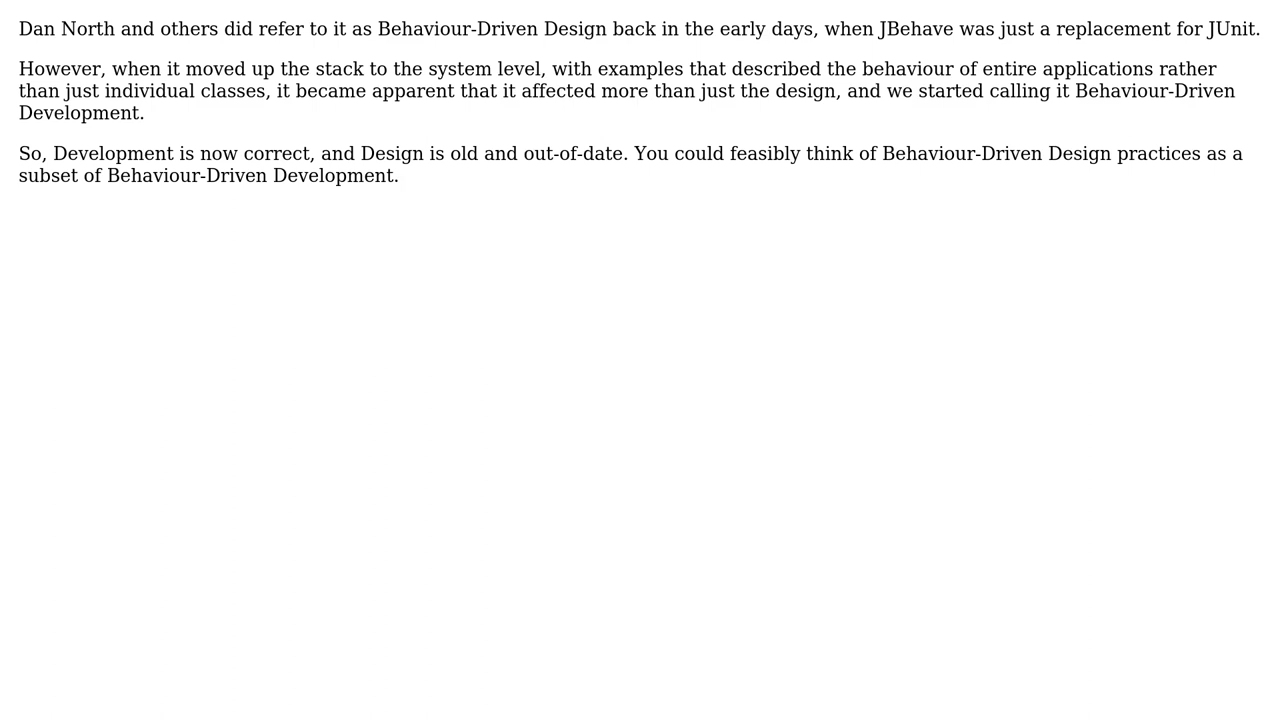 Dan North and others did refer to it as Behaviour-Driven Design back in the early days, when JBehave was just a replacement for JUnit.
However, when it moved up the stack to the system level, with examples that described the behaviour of entire applications rather
than just individual classes, it became apparent that it affected more than just the design, and we started calling it Behaviour-Driven
Development.
So, Development is now correct, and Design is old and out-of-date. You could feasibly think of Behaviour-Driven Design practices as a
subset of Behaviour-Driven Development.